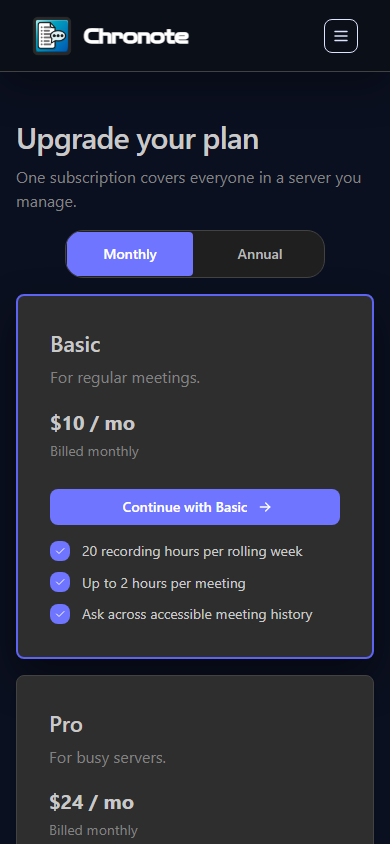 Chronote
Upgrade your plan
One subscription covers everyone in a server you
manage.
Monthly
Annual
Basic
For regular meetings.
$10 / mo
Billed monthly
Continue with Basic
20 recording hours per rolling week
Up to 2 hours per meeting
Ask across accessible meeting history
Pro
For busy servers.
$24 / mo
Billed monthly